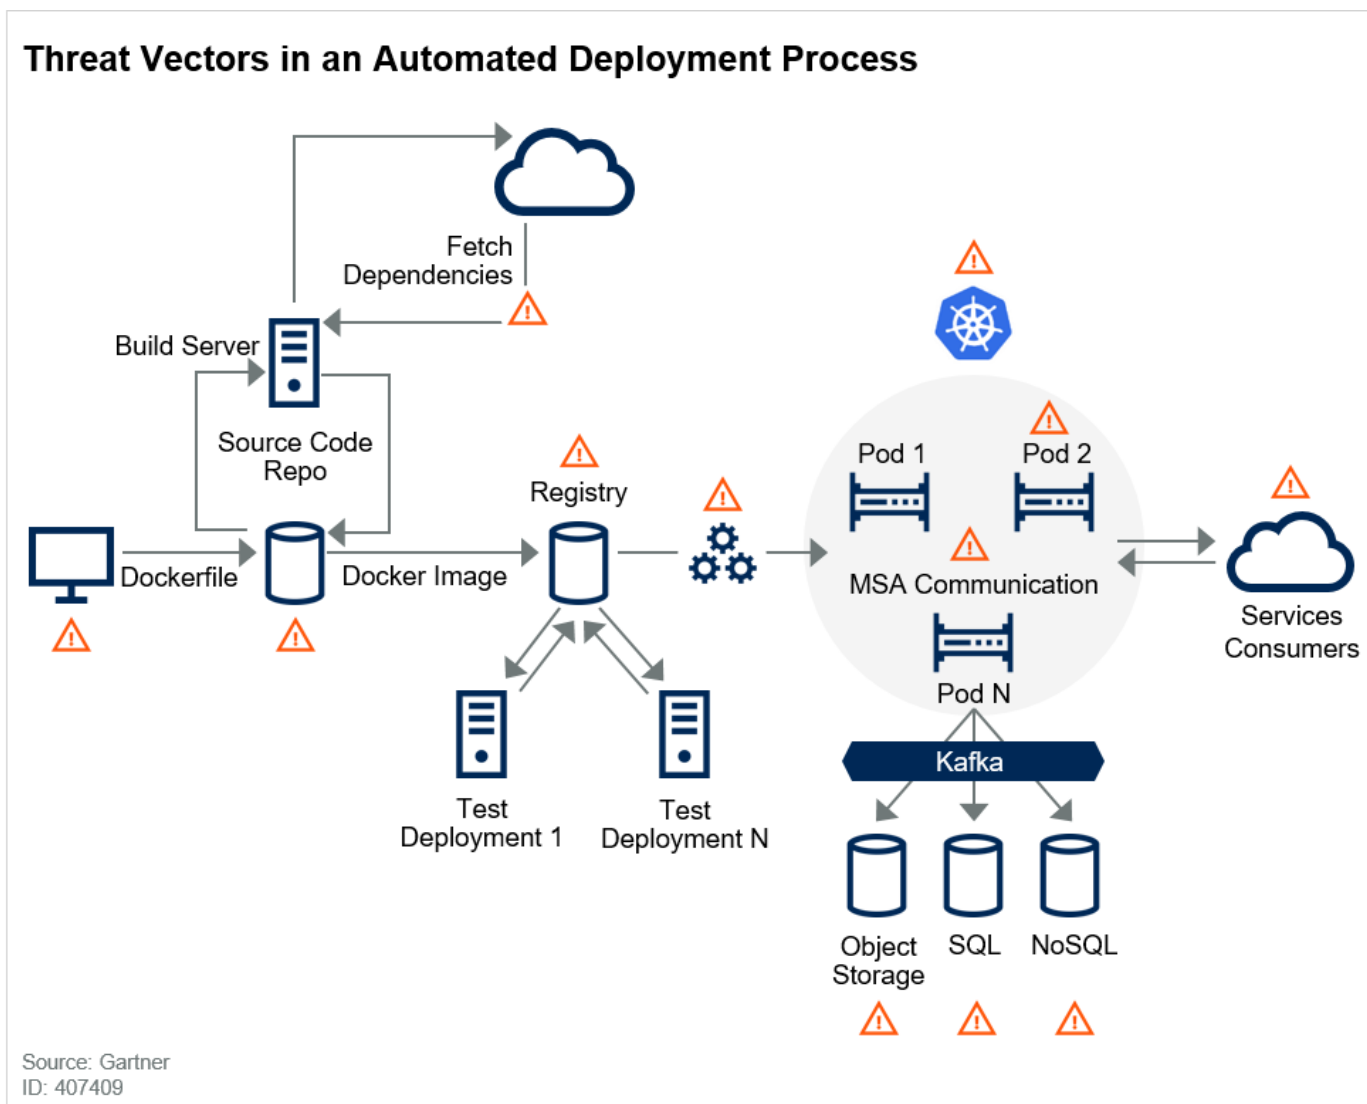 Threat Vectors in an Automated Deployment Process
Fetch
Dependencies
Build Server
Source Code
Repo
Registry
Dockerfile
Docker Image
Pod 1
Pod 2
MSA Communication
Pod N
Services
Consumers
Kafka
Test
Deployment 1
Test
Deployment N
Object
Storage
SQL
NoSQL
Source: Gartner
ID: 407409